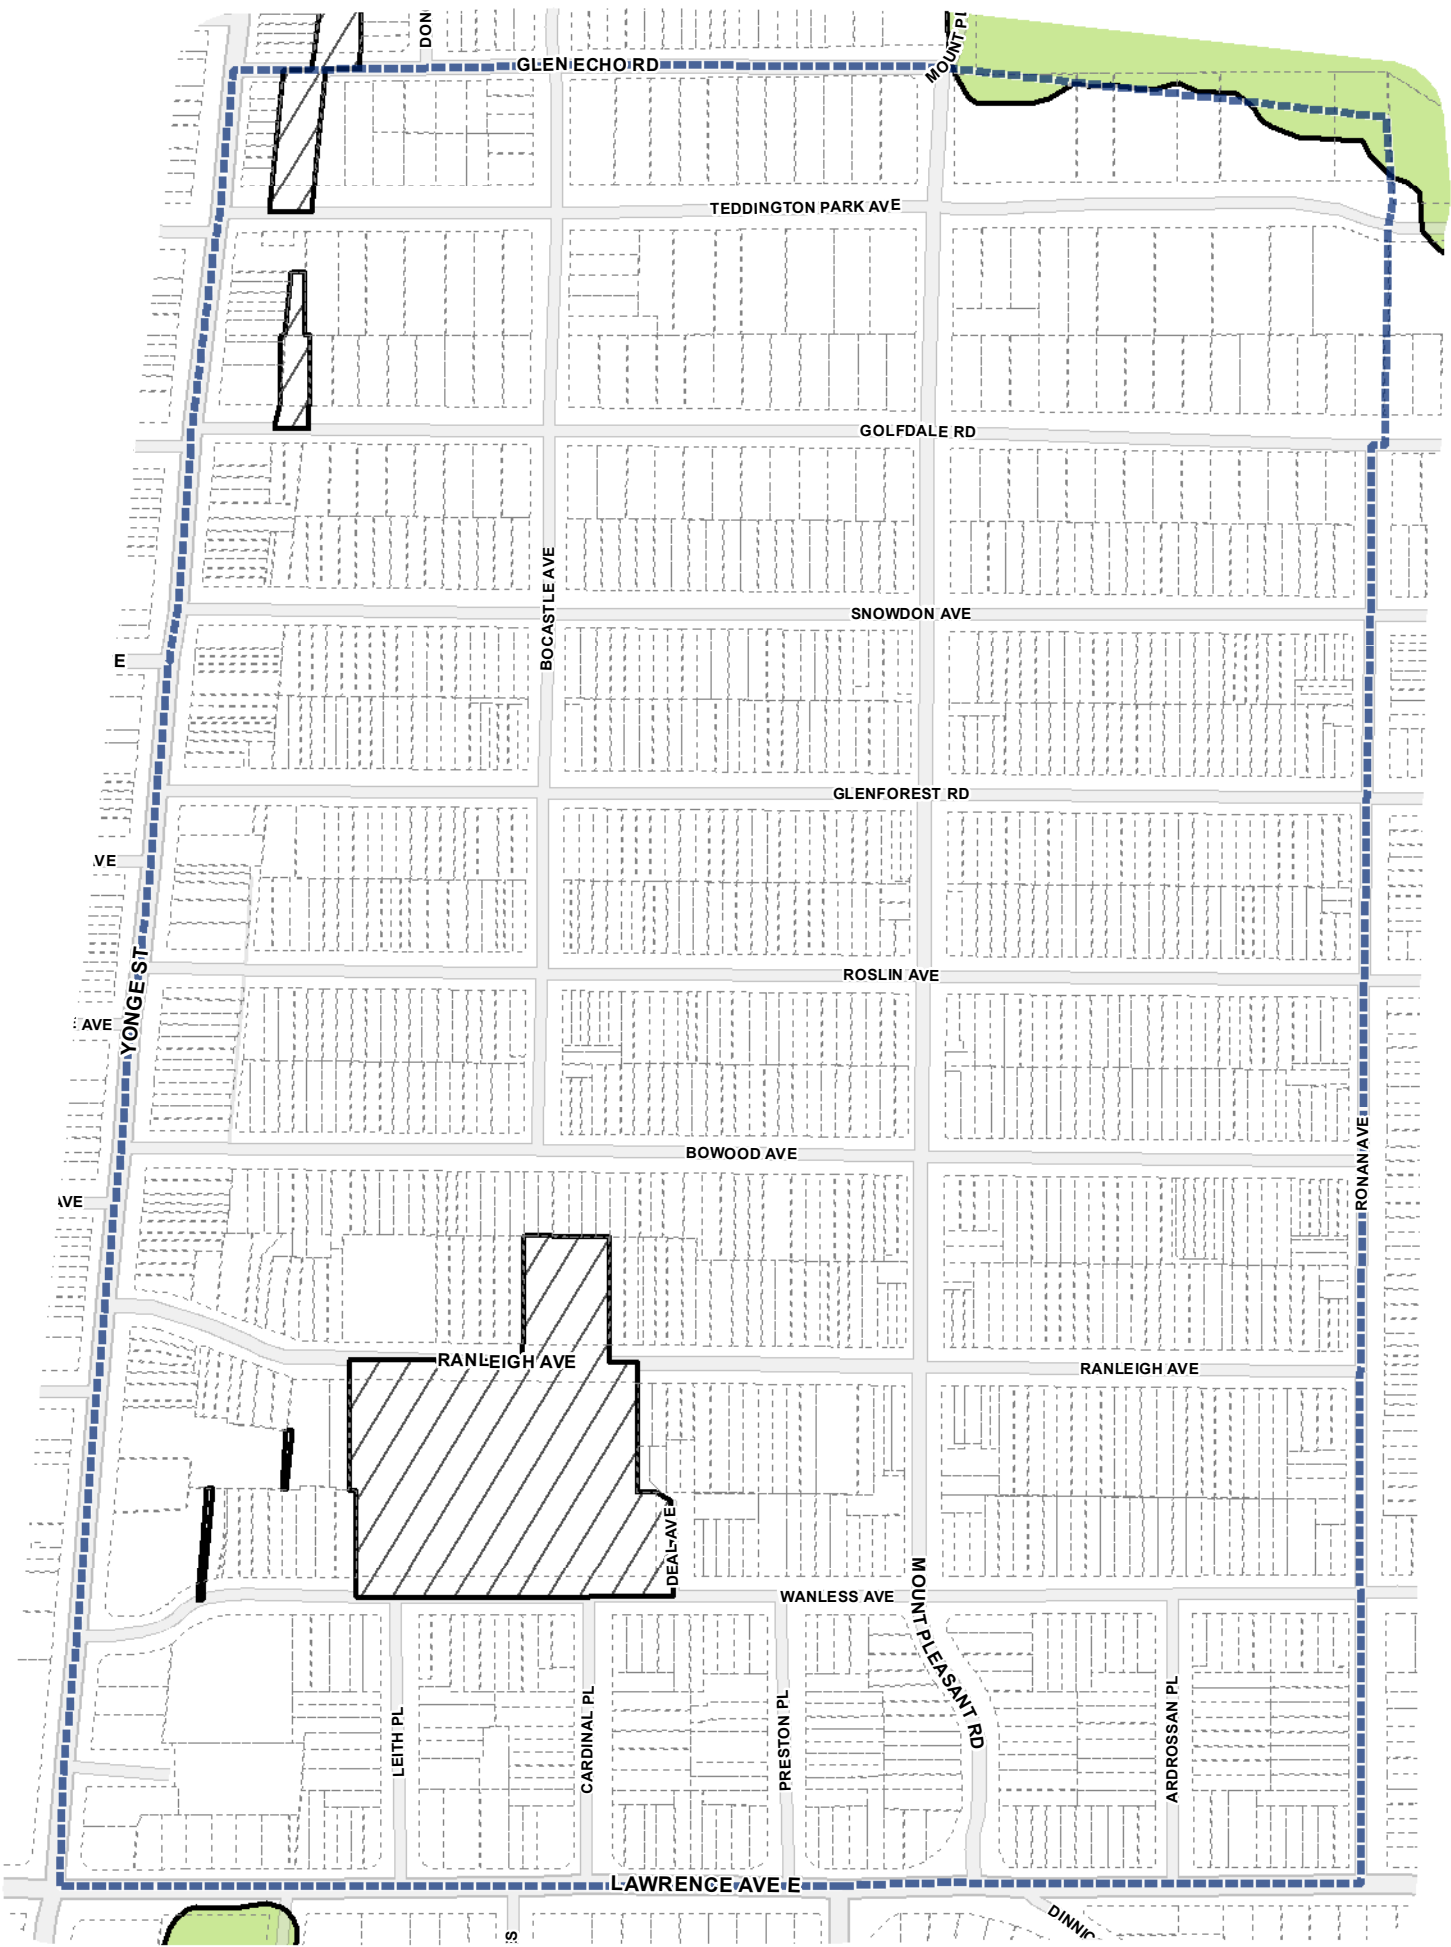 DON
MOUNT PL
GLEN ECHO RD
TEDDINGTON PARK AVE
GOLFDALE RD
BOCASTLE AVE
SNOWDON AVE
E
GLENFOREST RD
VE
YONGE ST
ROSLIN AVE
AVE
BOWOOD AVE
RONAN AVE
AVE
RANLEIGH AVE
RANLEIGH AVE
DEAL AVE
WANLESS AVE
MOUNT PLEASANT RD
LEITH PL
CARDINAL PL
PRESTON PL
ARDROSSAN PL
LAWRENCE AVE E
S
DINNIC